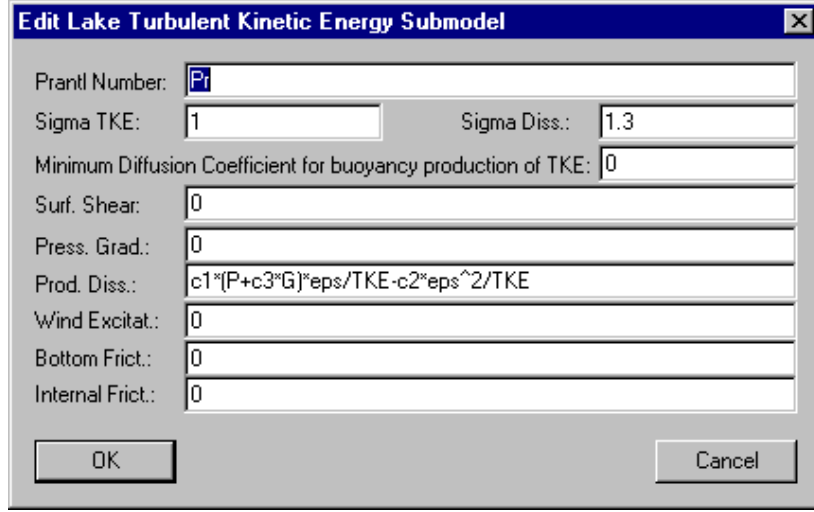 Edit Lake Turbulent Kinetic Energy Submodel
Prantl Number: Pr
Sigma TKE: 1 Sigma Diss.: 1.3
Minimum Diffusion Coefficient for buoyancy production of TKE: 0
Surf. Shear: 0
Press. Grad.: 0
Prod. Diss.: c1*(P+c3*G)*eps/TKE-c2*eps^2/TKE
Wind Excitat.: 0
Bottom Frict.: 0
Internal Frict.: 0
OK Cancel